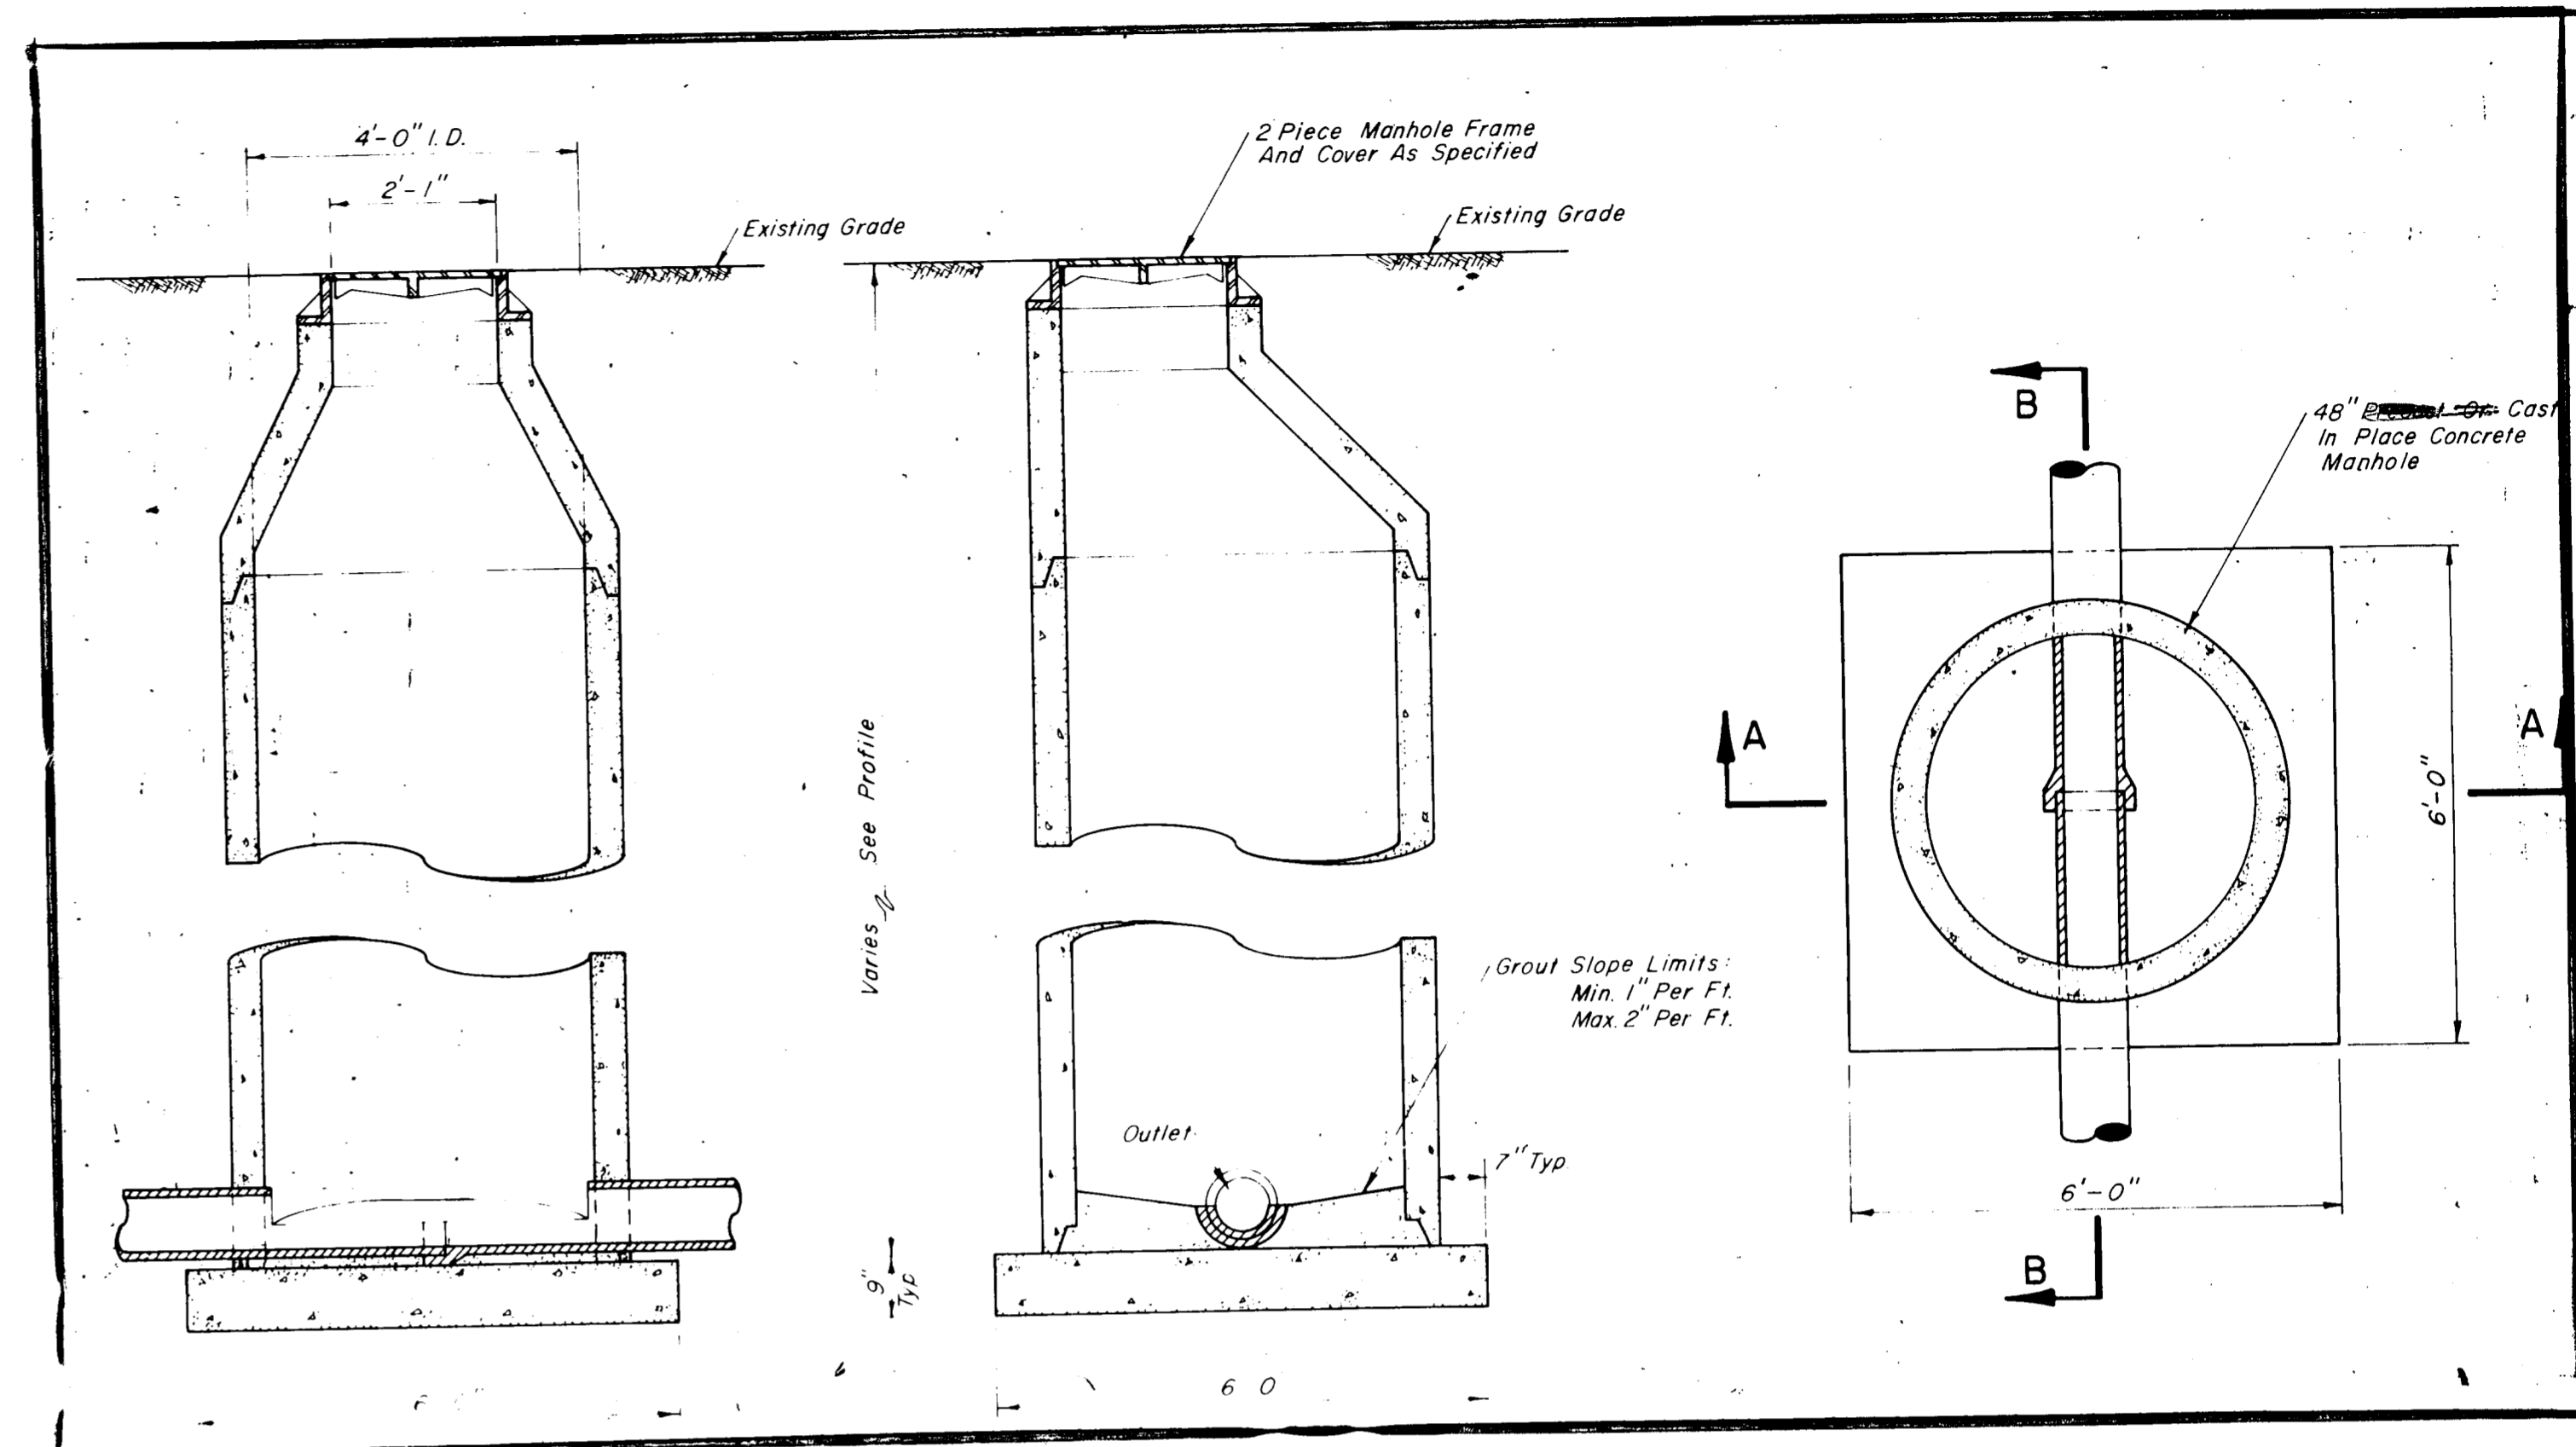 4'-0" I.D.
2'-1"
Existing Grade
2 Piece Manhole Frame
And Cover As Specified
Existing Grade
Varies See Profile
Grout Slope Limits:
Min. 1" Per Ft.
Max. 2" Per Ft.
Outlet
7" Typ.
9"
Typ
6 0
B
48" Cast
In Place Concrete
Manhole
A
A
6'-0"
6'-0"
B